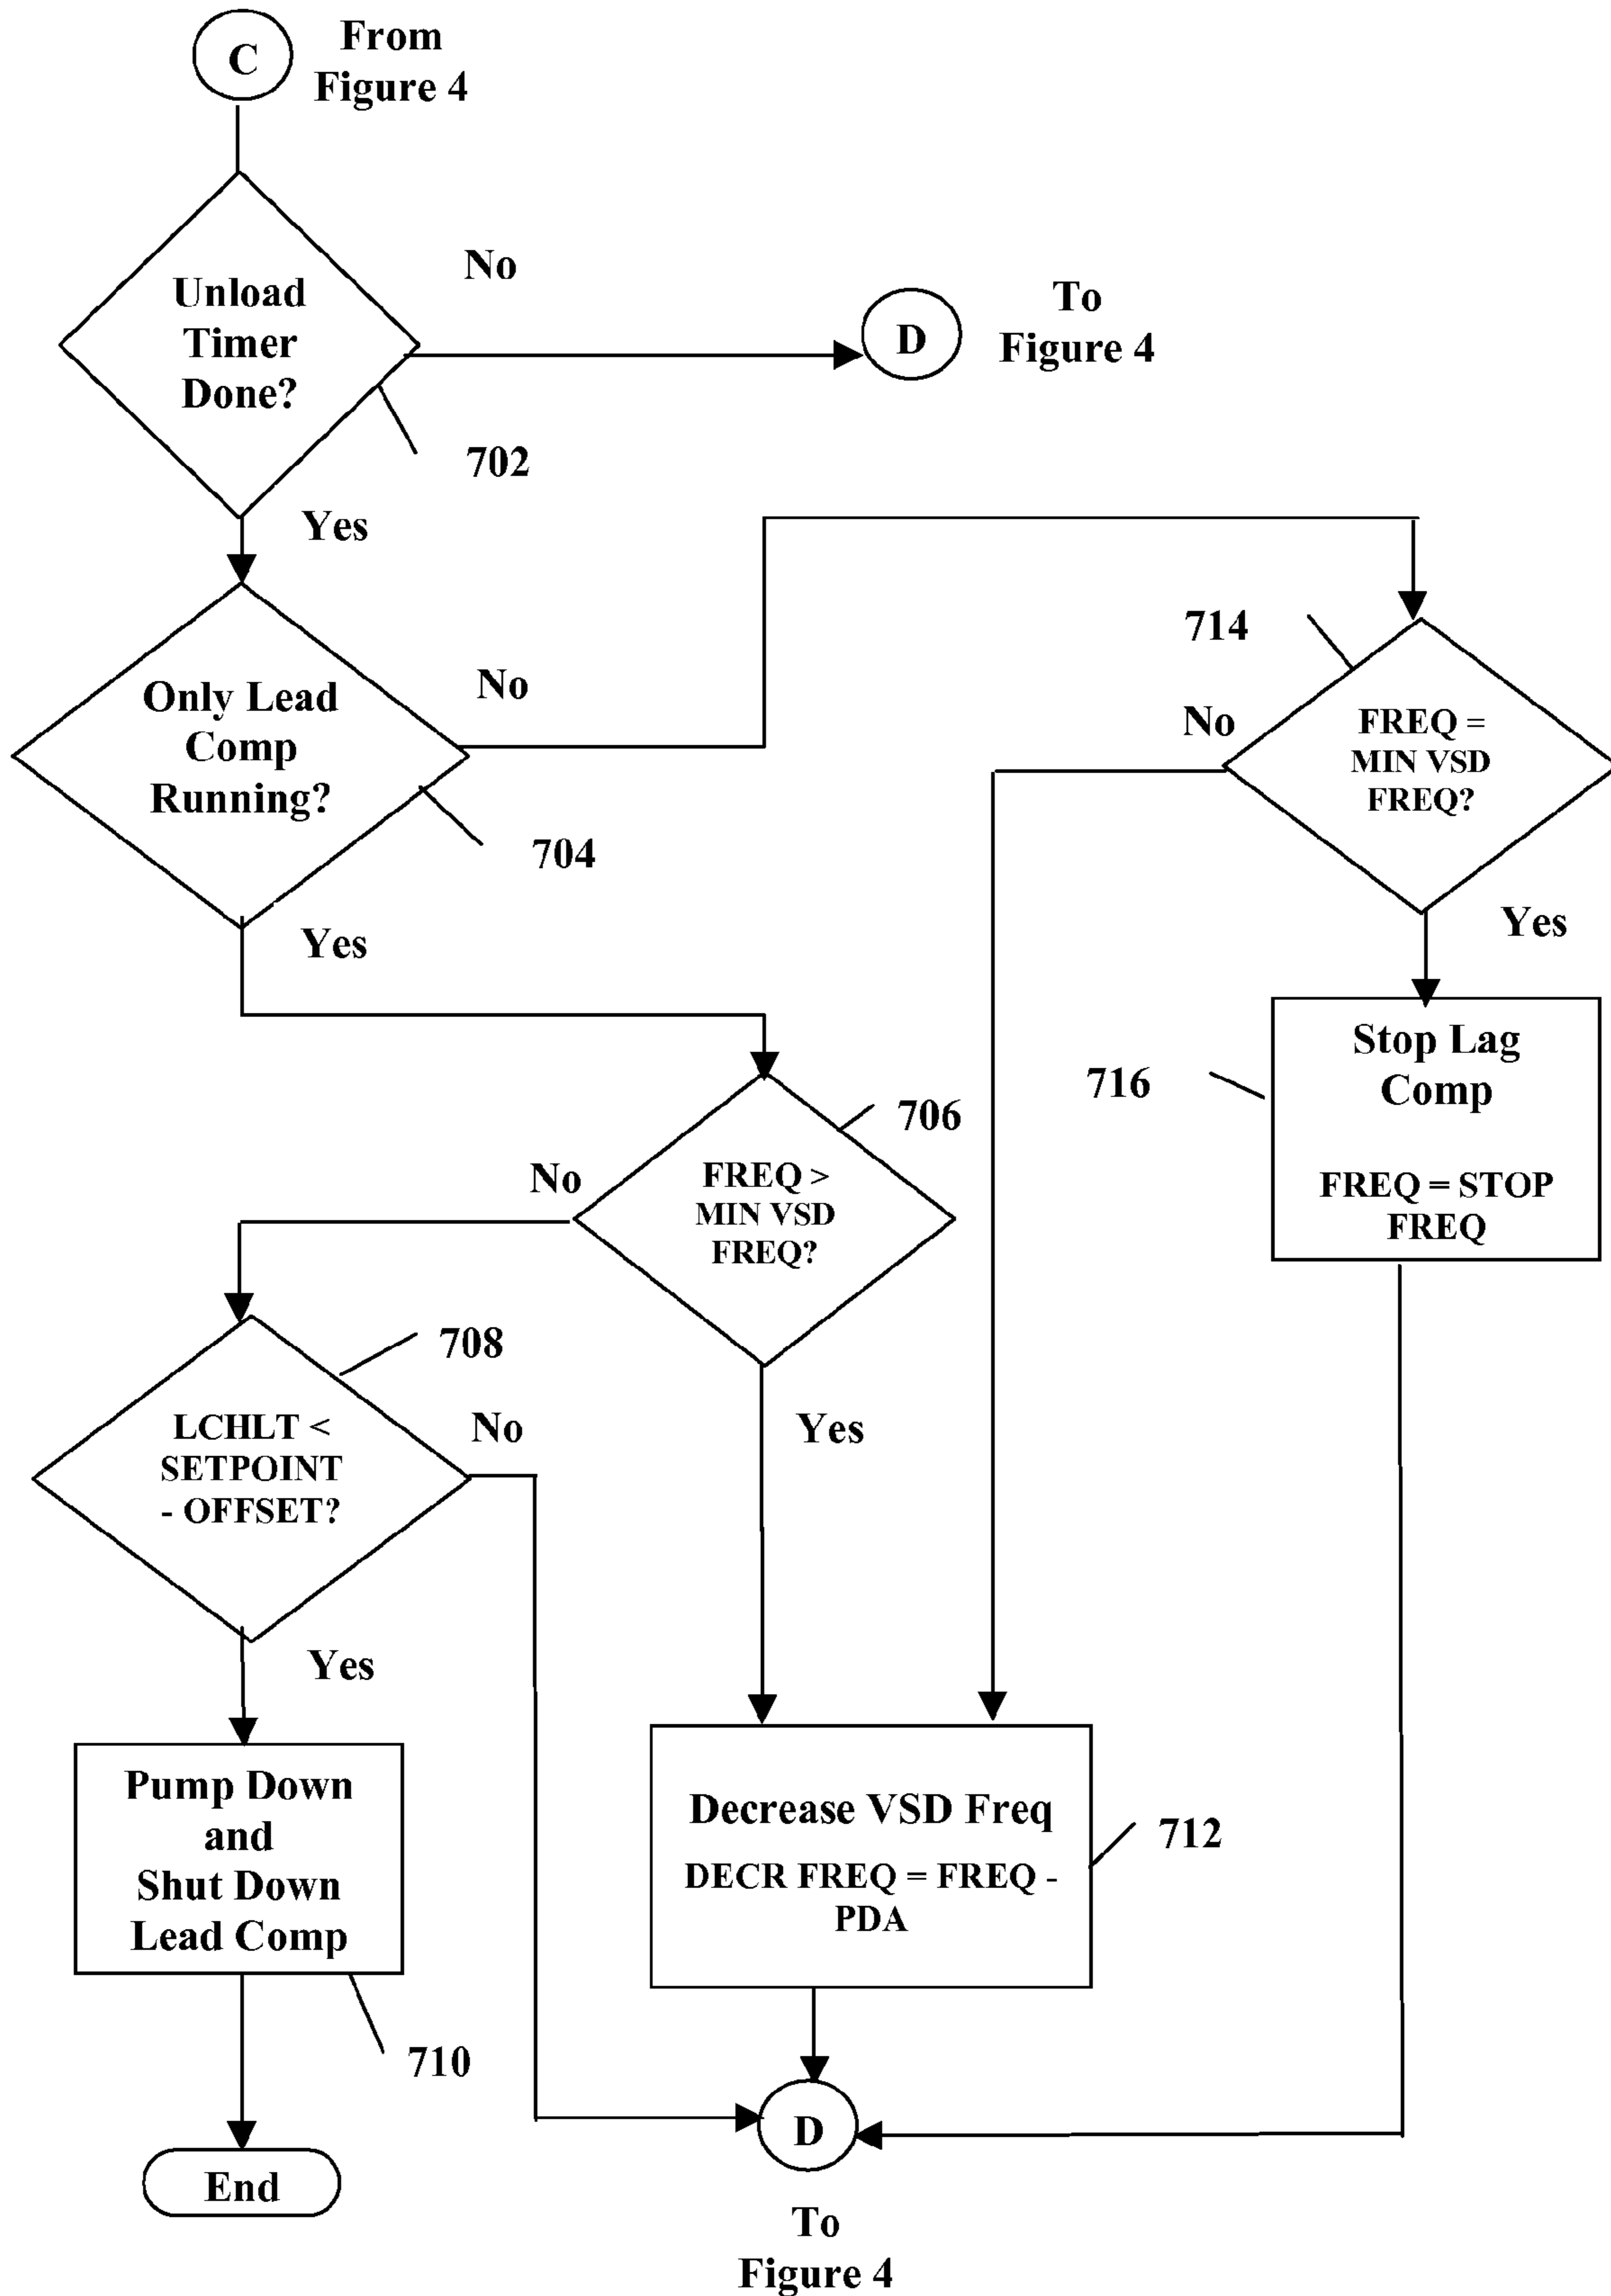 C
From
Figure 4
Unload
Timer
Done?
No
D
To
Figure 4
702
Yes
Only Lead
Comp
Running?
No
704
714
No
FREQ =
MIN VSD
FREQ?
Yes
Yes
Stop Lag
Comp
FREQ = STOP
FREQ
716
706
No
FREQ >
MIN VSD
FREQ?
708
LCHLT <
SETPOINT
- OFFSET?
No
Yes
Yes
Pump Down
and
Shut Down
Lead Comp
710
Decrease VSD Freq
DECR FREQ = FREQ -
PDA
712
End
D
To
Figure 4